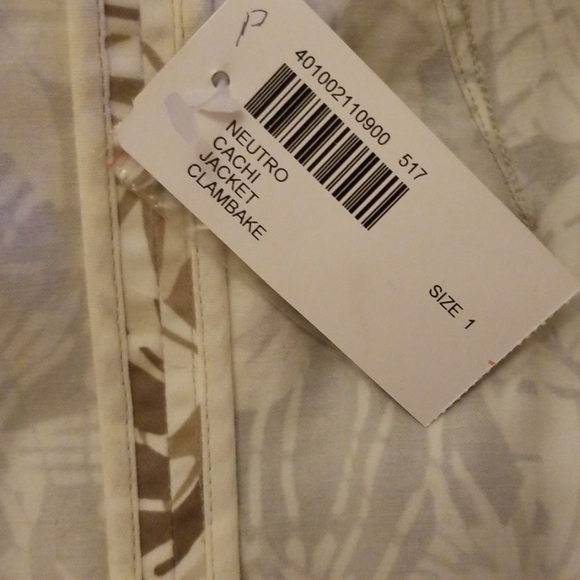 P
401002110900 517
NEUTRO
CACHI
JACKET
CLAMBAKE
SIZE 1